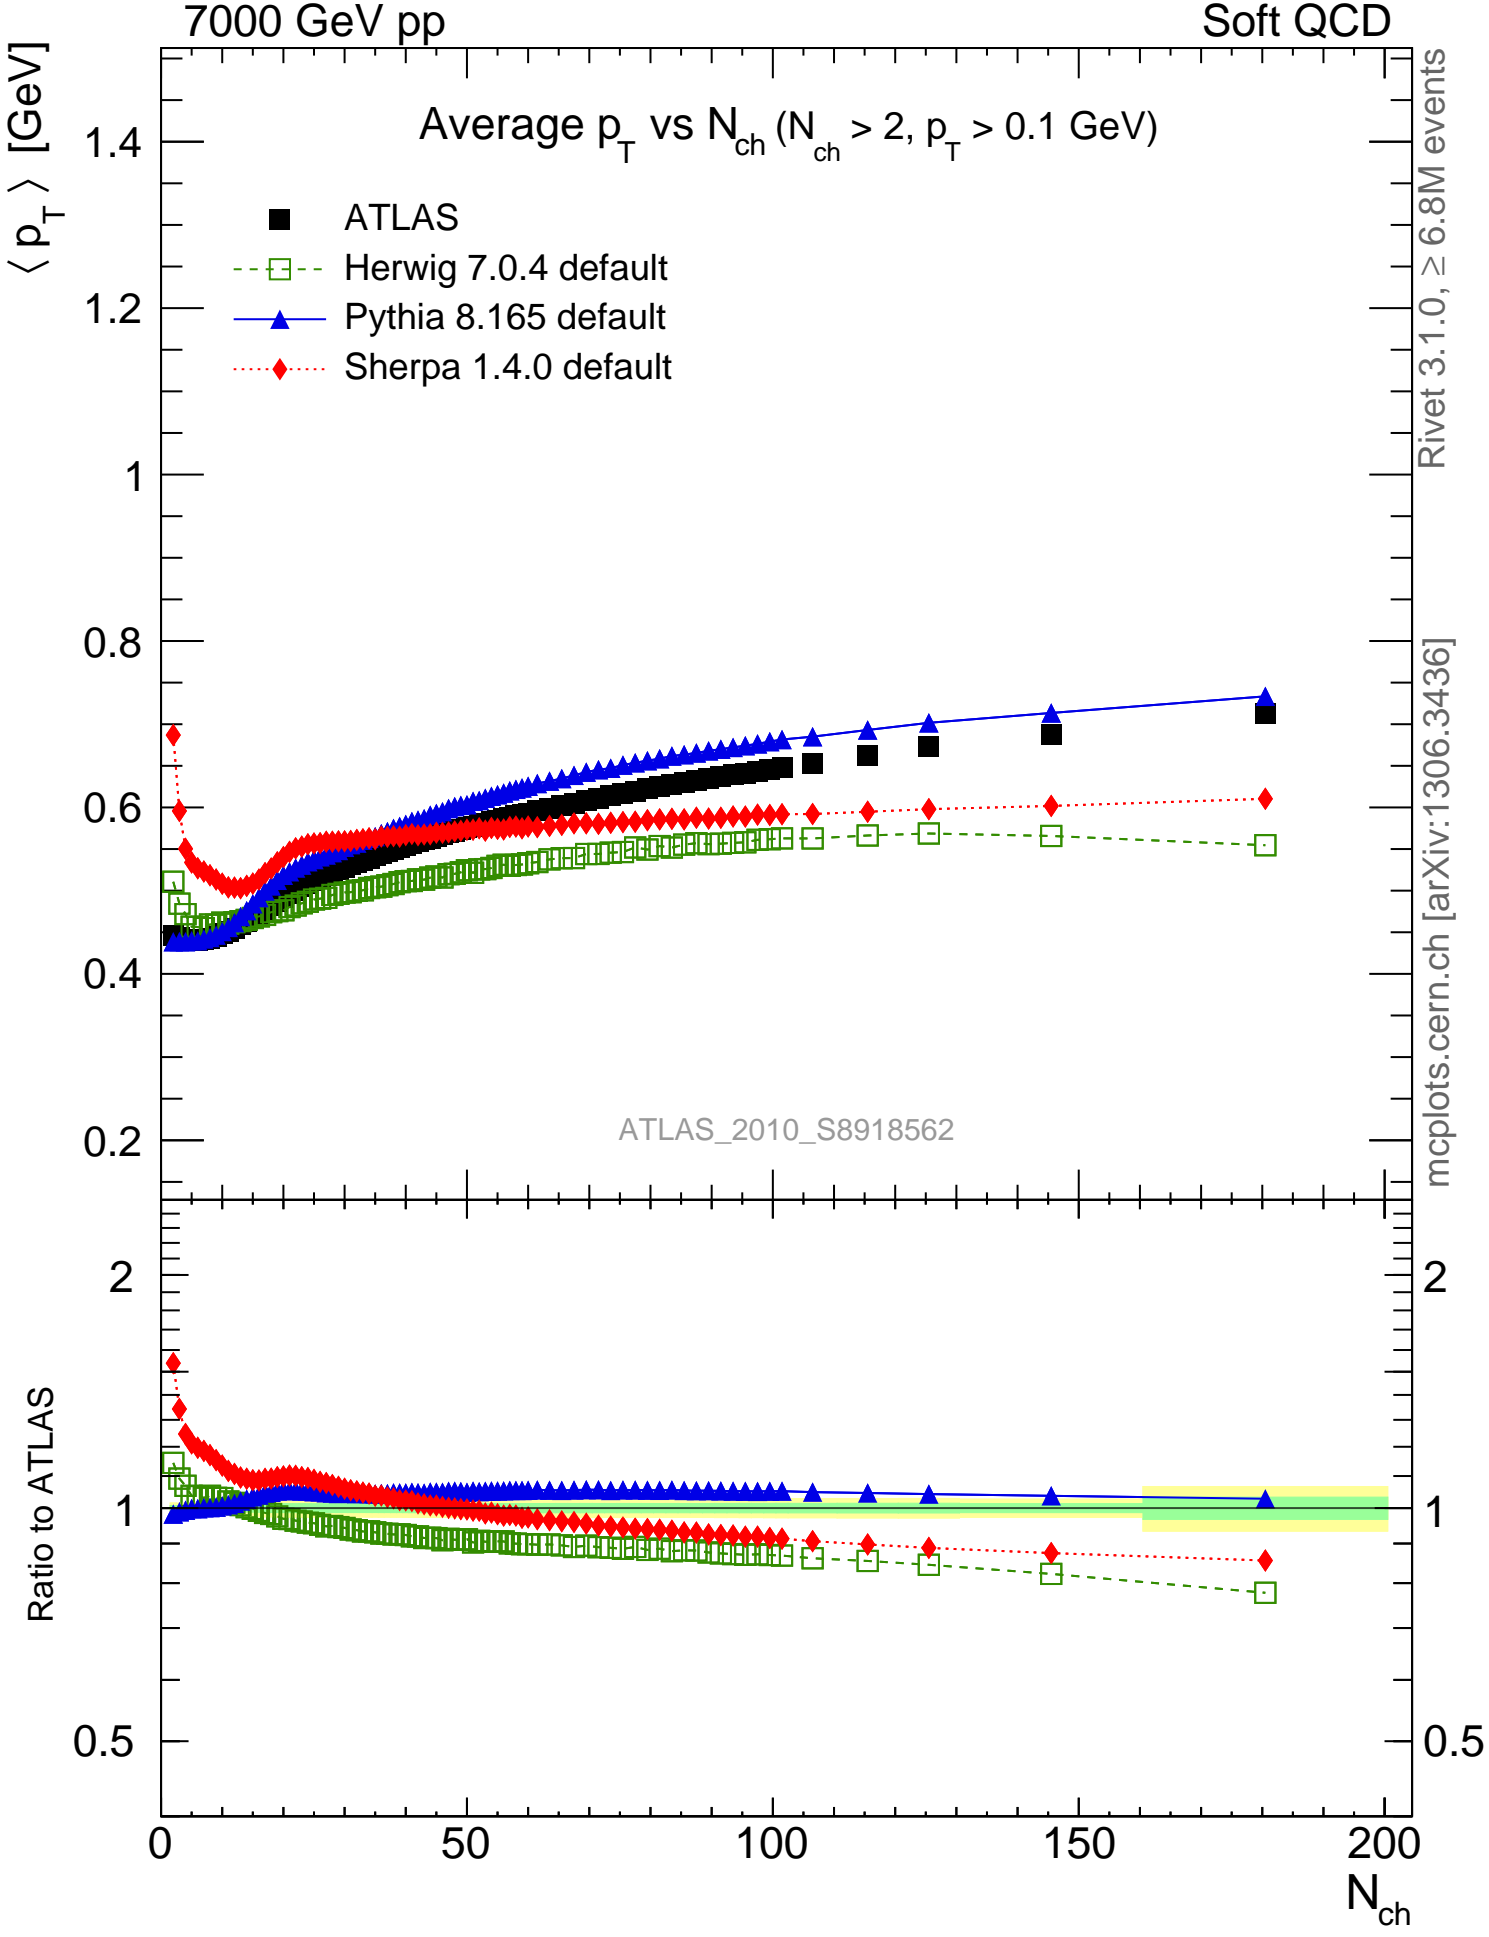 7000 GeV pp
Soft QCD
⟨ p_T ⟩ [GeV]
Average p_T vs N_ch (N_ch > 2, p_T > 0.1 GeV)
ATLAS
Herwig 7.0.4 default
Pythia 8.165 default
Sherpa 1.4.0 default
1.4
1.2
1
0.8
0.6
0.4
0.2
ATLAS_2010_S8918562
Rivet 3.1.0, ≥ 6.8M events
mcplots.cern.ch [arXiv:1306.3436]
Ratio to ATLAS
2
1
0.5
2
1
0.5
0
50
100
150
200
N_ch